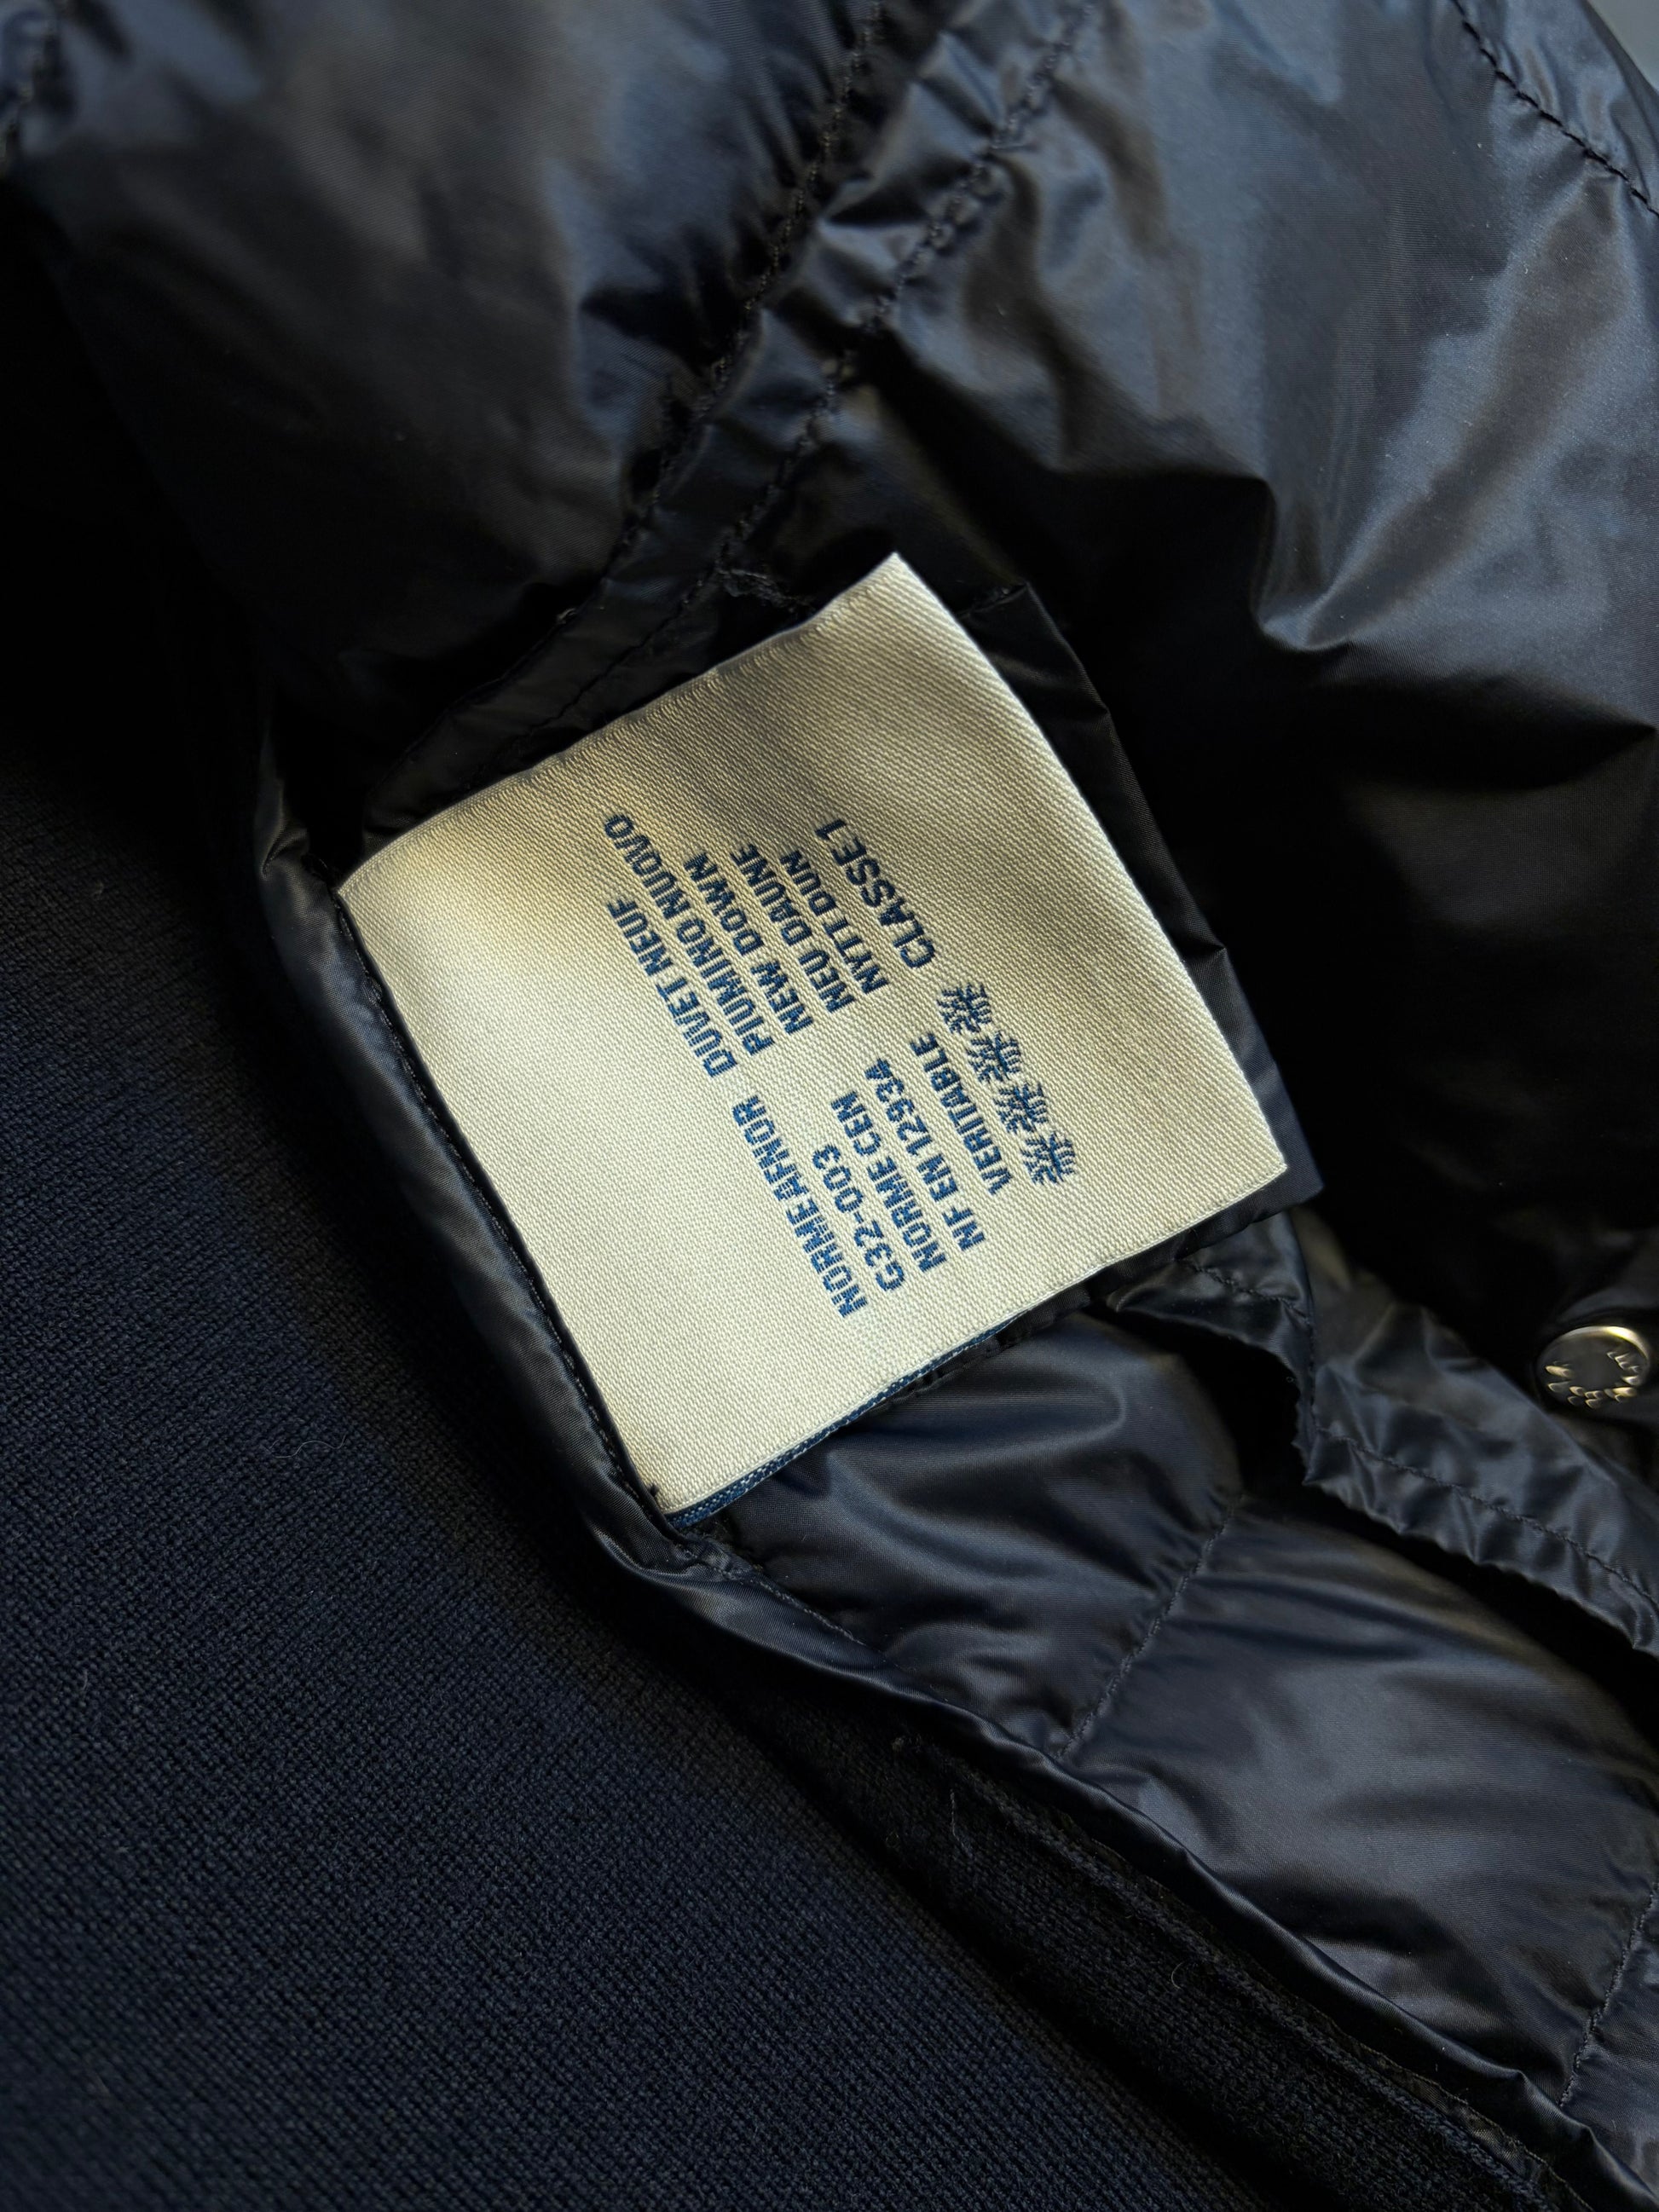 NORME AFNOR DUVET NEUF
G32-003 PIUMINO NUOVO
NORME CEN NEW DOWN
NF EN 12934 NEU DAUNE
VERITABLE NYTT DUN
CLASSE 1